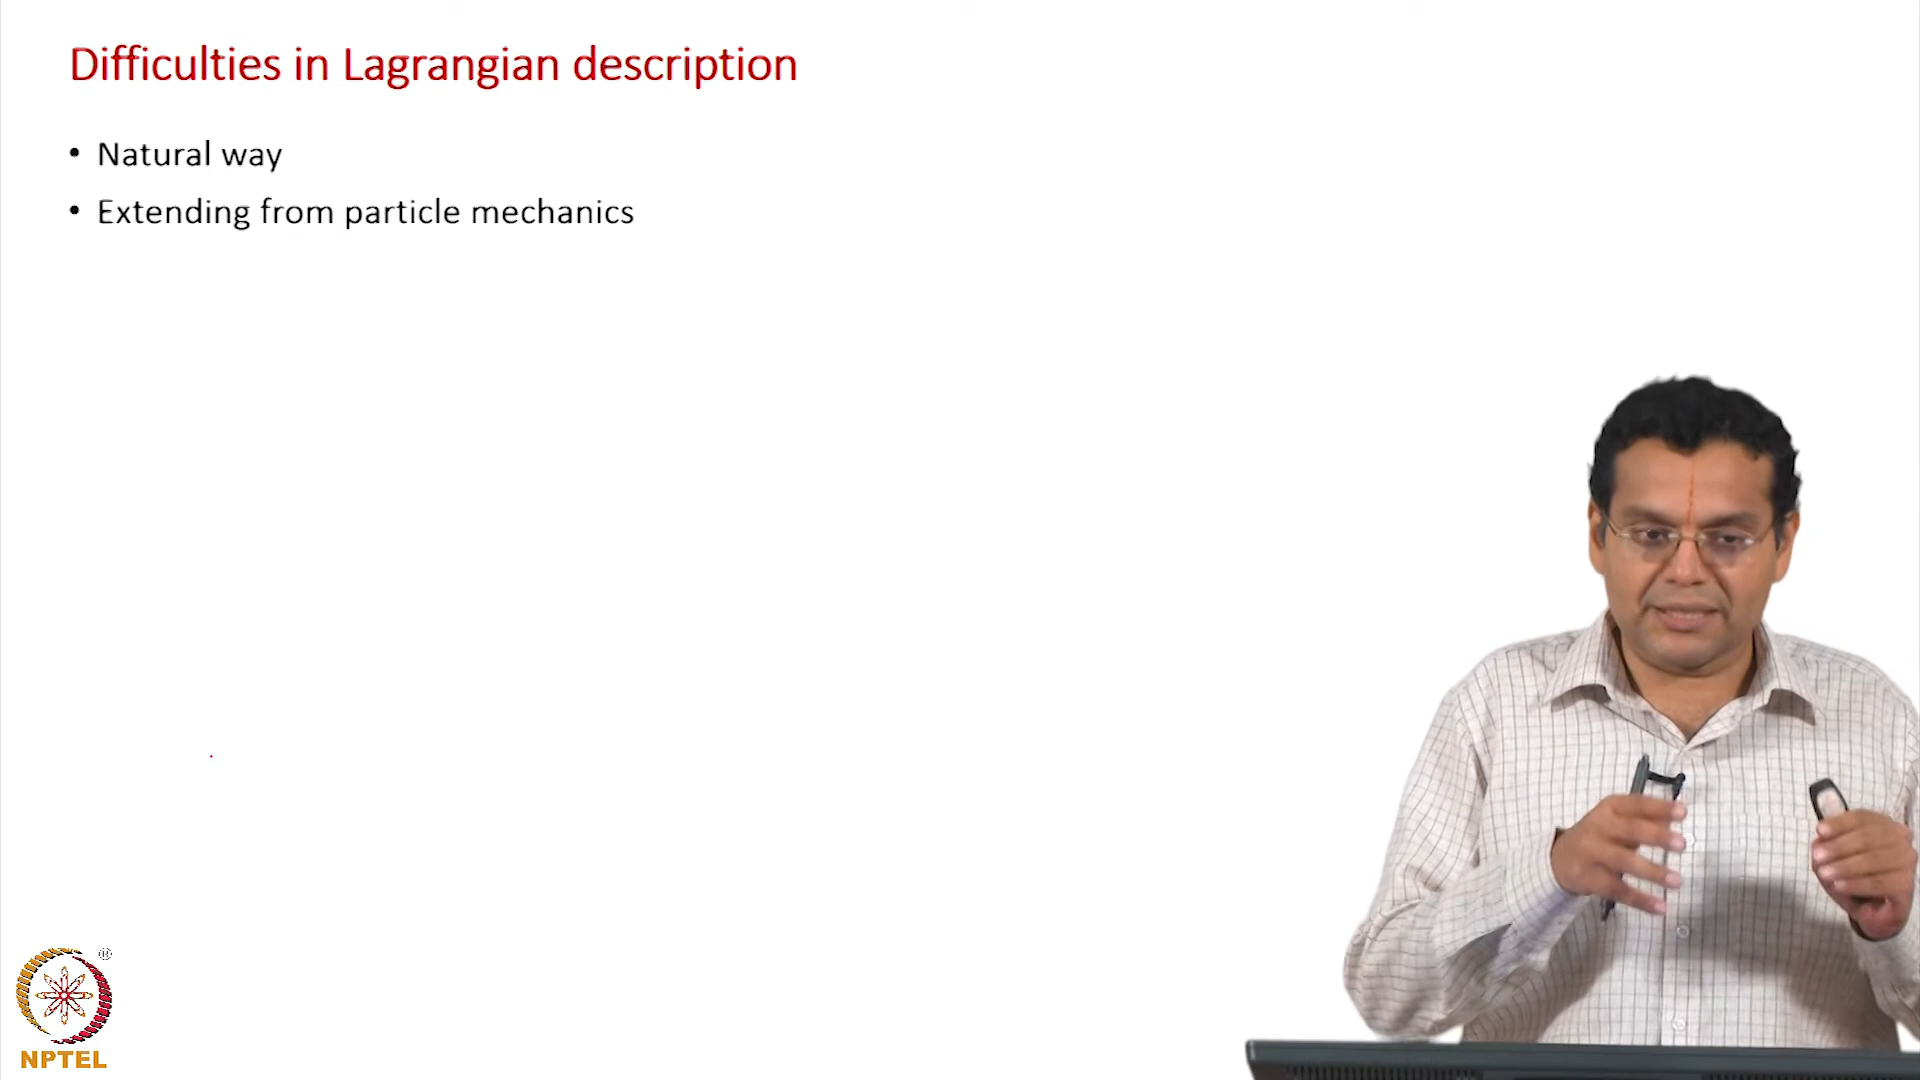 Difficulties in Lagrangian description
• Natural way
• Extending from particle mechanics
®
NPTEL